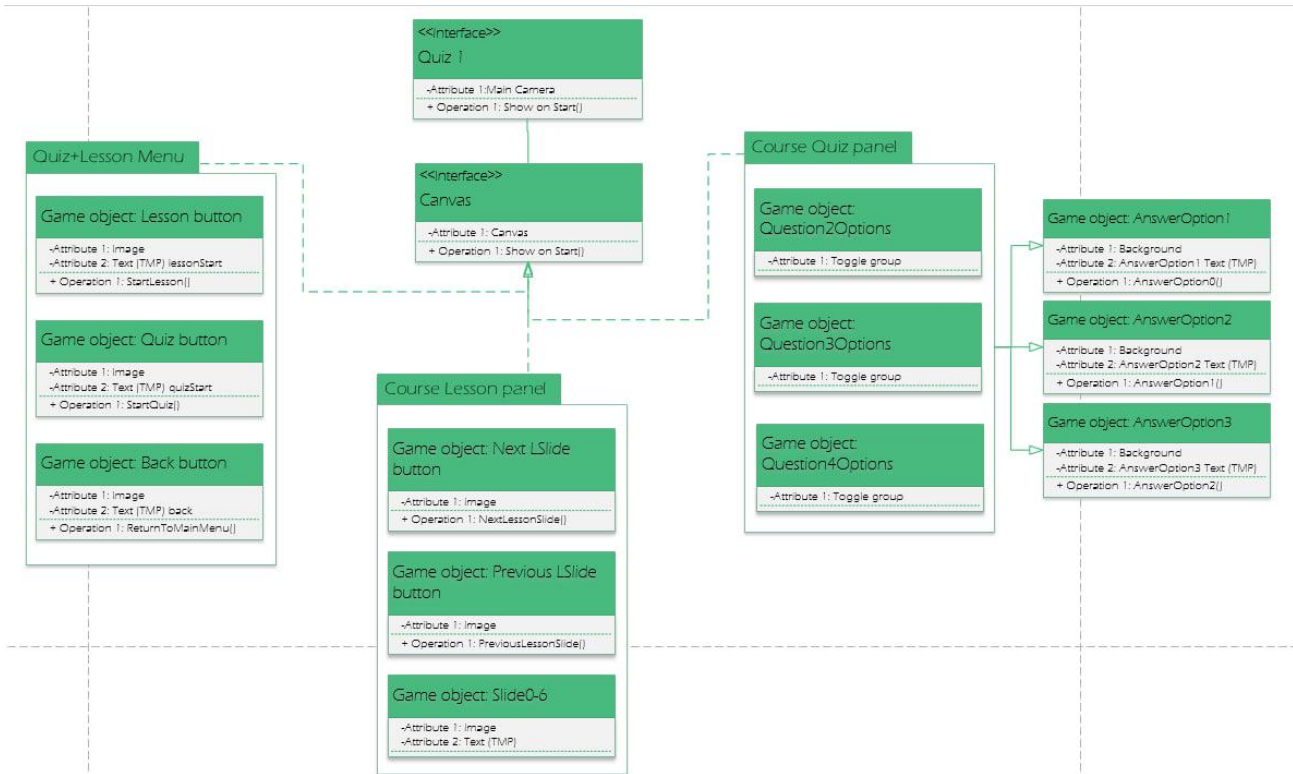 <<Interface>>
Quiz 1
-Attribute 1:Main Camera
+ Operation 1: Show on Start()
<<Interface>>
Canvas
-Attribute 1: Canvas
+ Operation 1: Show on Start()
Quiz+Lesson Menu
Game object: Lesson button
-Attribute 1: Image
-Attribute 2: Text (TMP) lessonStart
+ Operation 1: StartLesson()
Game object: Quiz button
-Attribute 1: Image
-Attribute 2: Text (TMP) quizStart
+ Operation 1: StartQuiz()
Game object: Back button
-Attribute 1: Image
-Attribute 2: Text (TMP) back
+ Operation 1: ReturnToMainMenu()
Course Lesson panel
Game object: Next LSlide
button
-Attribute 1: Image
+ Operation 1: NextLessonSlide()
Game object: Previous LSlide
button
-Attribute 1: Image
+ Operation 1: PreviousLessonSlide()
Game object: Slide0-6
-Attribute 1: Image
-Attribute 2: Text (TMP)
Course Quiz panel
Game object:
Question2Options
-Attribute 1: Toggle group
Game object:
Question3Options
-Attribute 1: Toggle group
Game object:
Question4Options
-Attribute 1: Toggle group
Game object: AnswerOption1
-Attribute 1: Background
-Attribute 2: AnswerOption1 Text (TMP)
+ Operation 1: AnswerOption0()
Game object: AnswerOption2
-Attribute 1: Background
-Attribute 2: AnswerOption2 Text (TMP)
+ Operation 1: AnswerOption1()
Game object: AnswerOption3
-Attribute 1: Background
-Attribute 2: AnswerOption3 Text (TMP)
+ Operation 1: AnswerOption2()